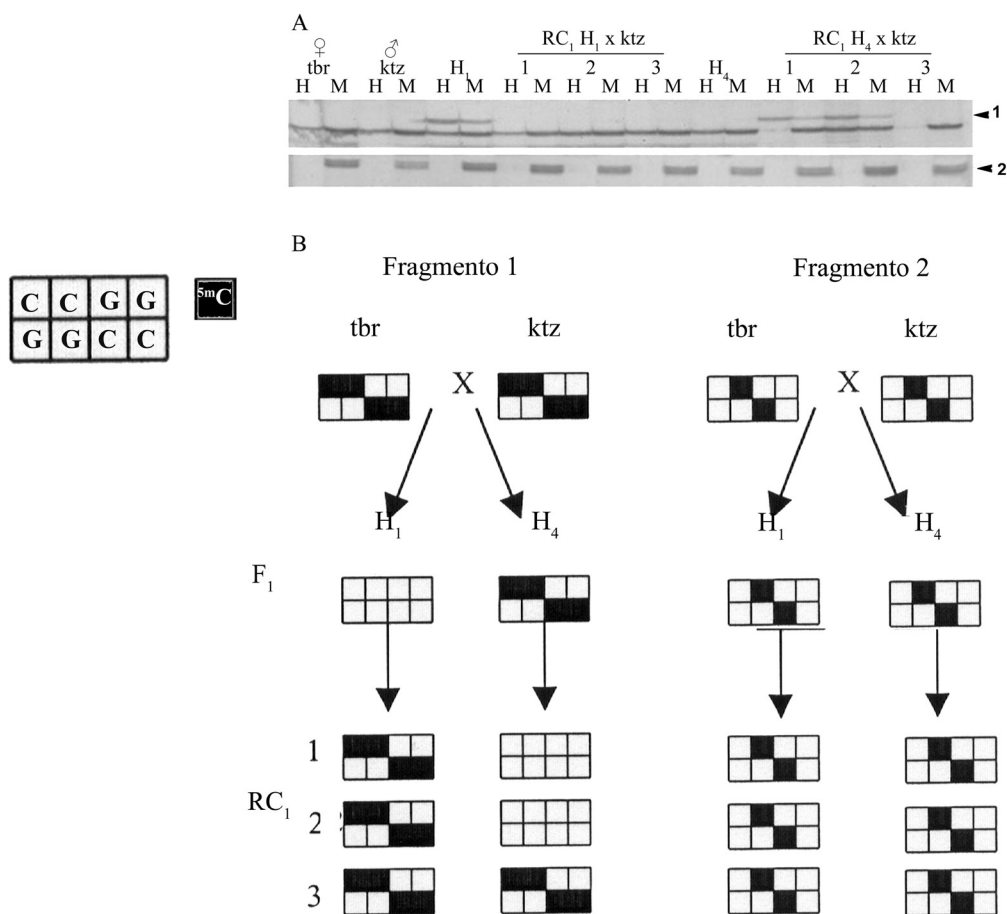 A
♀ ♂ RC₁ H₁ x ktz RC₁ H₄ x ktz
tbr ktz H₁ 1 2 3 H₄ 1 2 3
H M H M H M H M H M H M H M H M H M H M
1
2
B
Fragmento 1 Fragmento 2
C C G G ⁵ᵐC
G G C C
tbr ktz tbr ktz
X X
H₁ H₄ H₁ H₄
F₁
1
RC₁
2
3